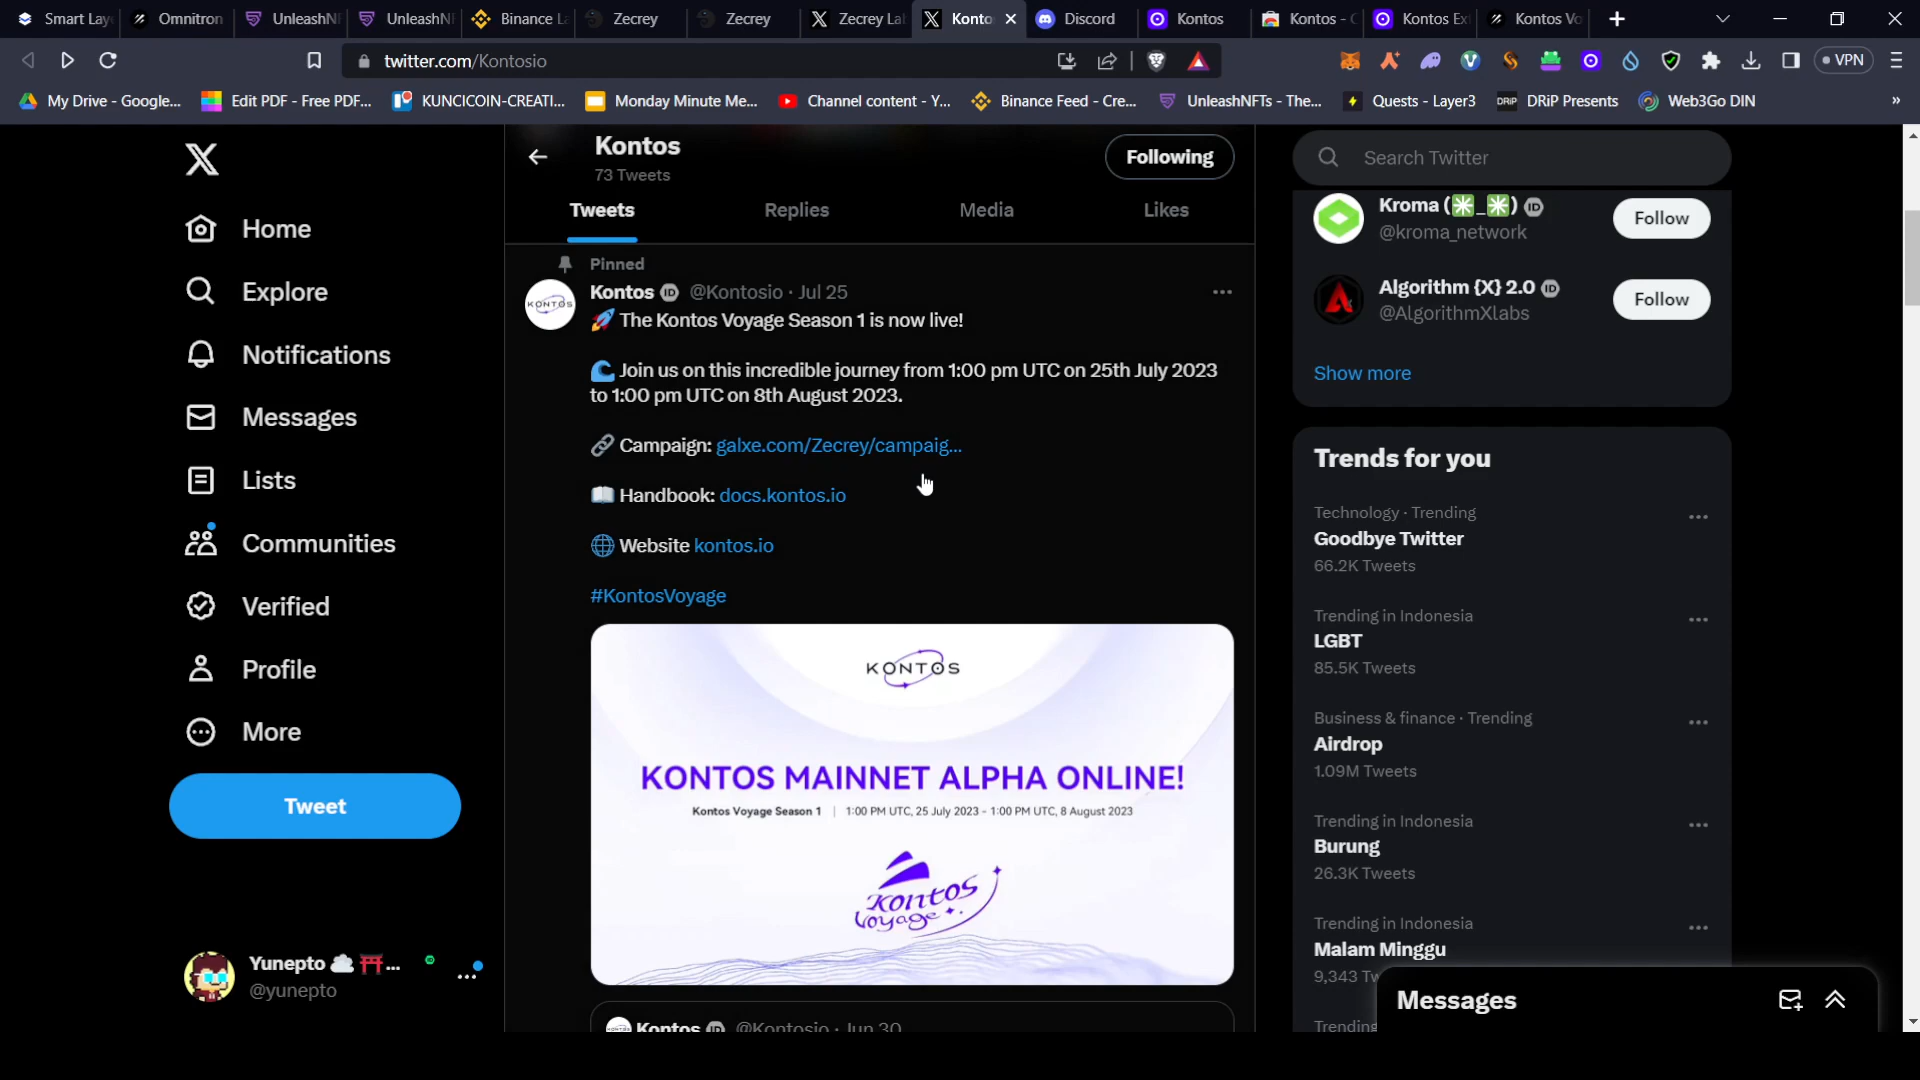 Smart Lay
Omnitron
UnleashNF
UnleashNF
Binance La
Zecrey
Zecrey
Zecrey La
Konto
Discord
Kontos
Kontos - C
Kontos Ex
Kontos Vo
twitter.com/Kontosio
VPN
My Drive - Google...
Edit PDF - Free PDF...
KUNCICOIN-CREATI...
Monday Minute Me...
Channel content - Y...
Binance Feed - Cre...
UnleashNFTs - The...
Quests - Layer3
DRiP Presents
Web3Go DIN
»
Home
Explore
Notifications
Messages
Lists
Communities
Verified
Profile
More
Tweet
Yunepto ☁️ ⛩️...
@yunepto
Kontos
73 Tweets
Following
Tweets
Replies
Media
Likes
Pinned
Kontos @Kontosio · Jul 25
🚀 The Kontos Voyage Season 1 is now live!
🌊 Join us on this incredible journey from 1:00 pm UTC on 25th July 2023
to 1:00 pm UTC on 8th August 2023.
🔗 Campaign: galxe.com/Zecrey/campaig...
📖 Handbook: docs.kontos.io
🌐 Website kontos.io
#KontosVoyage
KONTOS
KONTOS MAINNET ALPHA ONLINE!
Kontos Voyage Season 1 | 1:00 PM UTC, 25 July 2023 - 1:00 PM UTC, 8 August 2023
Kontos
Voyage
Kontos @Kontosio · Jun 30
Search Twitter
Kroma (✳️_✳️)
@kroma_network
Follow
Algorithm {X} 2.0
@AlgorithmXlabs
Follow
Show more
Trends for you
Technology · Trending
Goodbye Twitter
66.2K Tweets
Trending in Indonesia
LGBT
85.5K Tweets
Business & finance · Trending
Airdrop
1.09M Tweets
Trending in Indonesia
Burung
26.3K Tweets
Trending in Indonesia
Malam Minggu
9,343 Tw
Trending
Messages